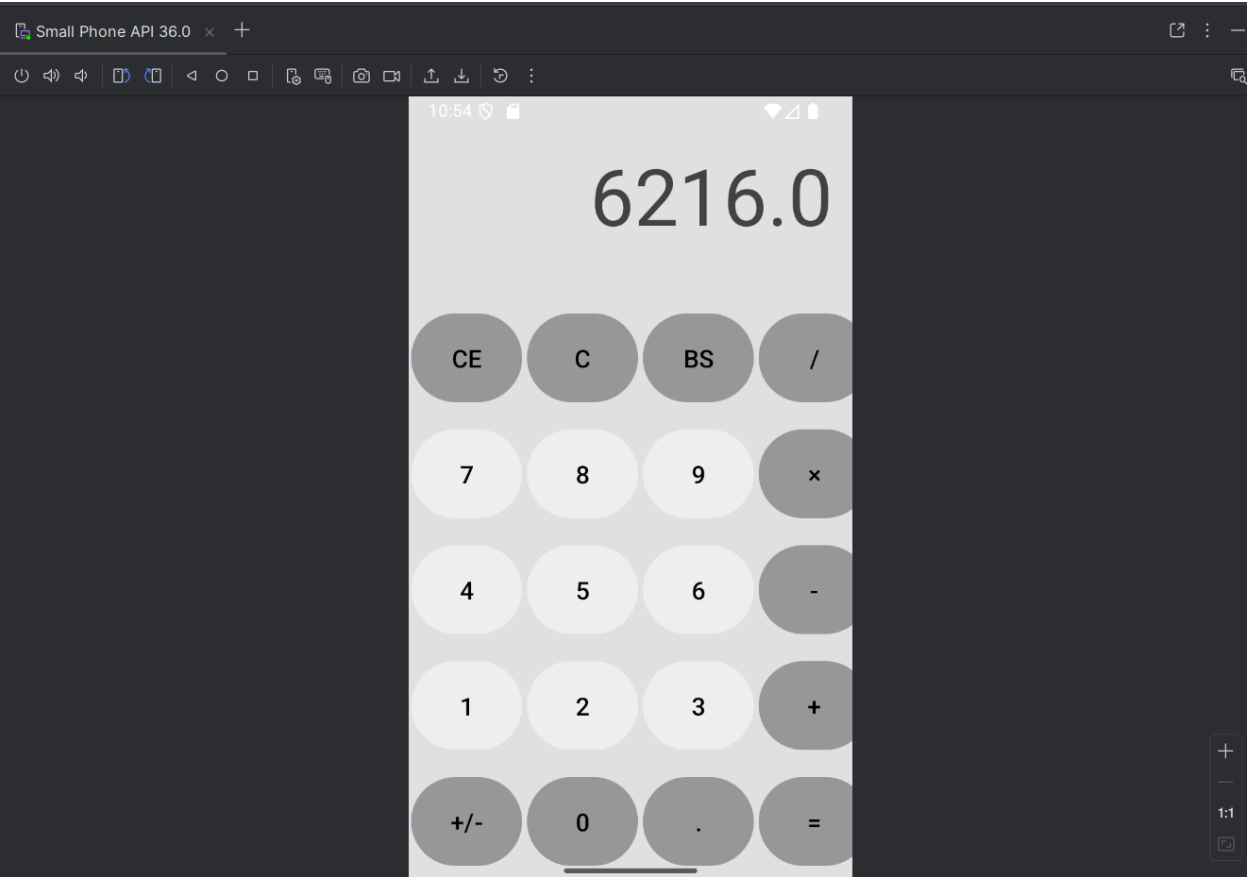 Small Phone API 36.0
10:54
6216.0
CE C BS /
7 8 9 ×
4 5 6 -
1 2 3 +
+/- 0 . =
1:1